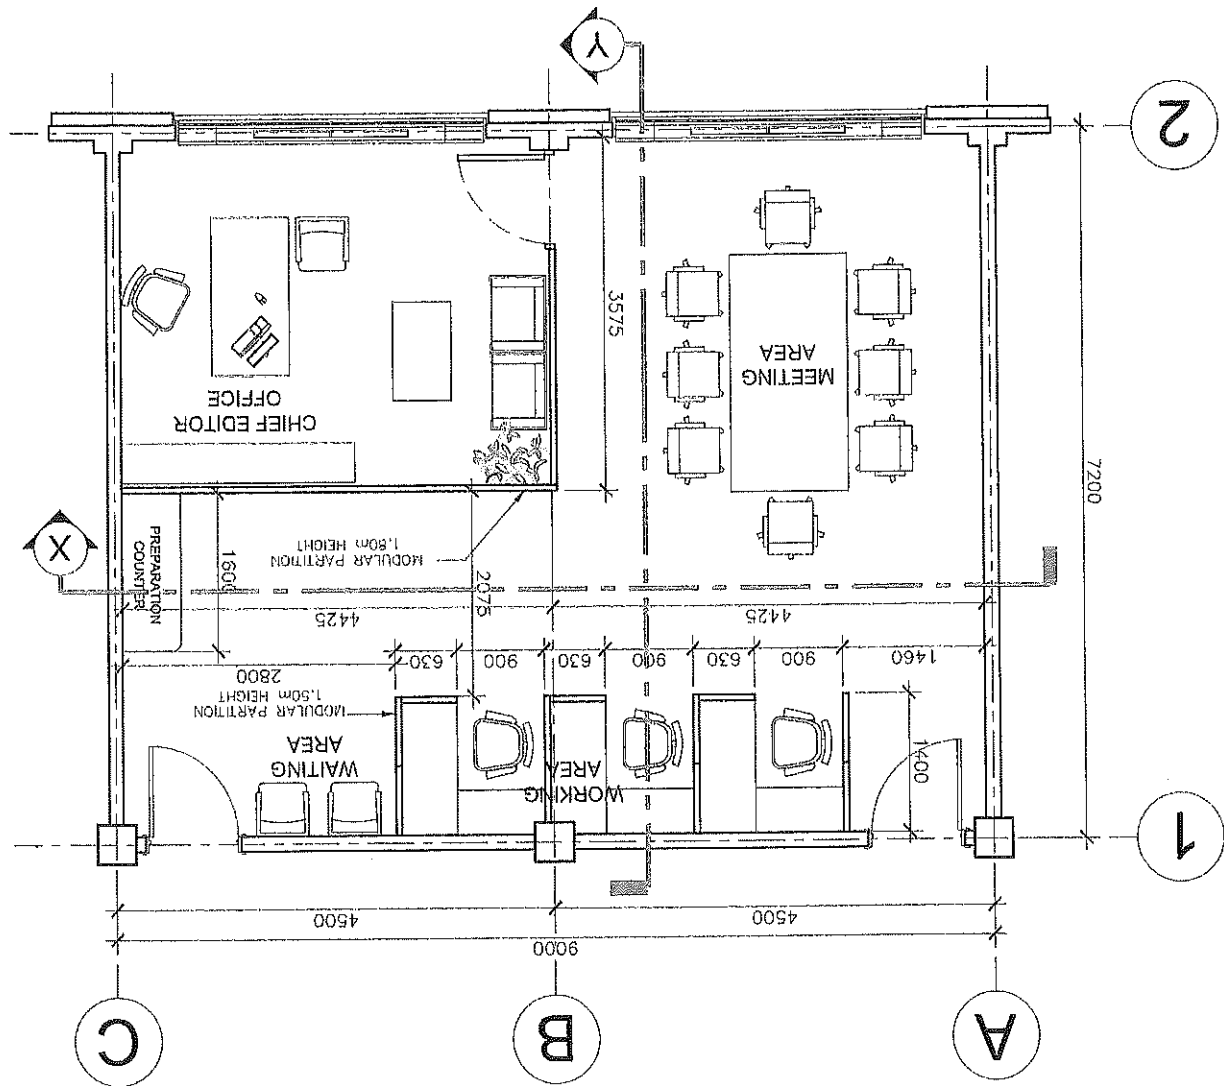 A
B
C
9000
4500
4500
1
WORKING
AREA
WAITING
AREA
MODULAR PARTITION
1.50m HEIGHT
1400
1460
900
630
900
630
900
630
2800
4425
4425
2075
1600
PREPARATION
COUNTER
X
MODULAR PARTITION
1.80m HEIGHT
7200
MEETING
AREA
CHIEF EDITOR
OFFICE
3575
2
Y